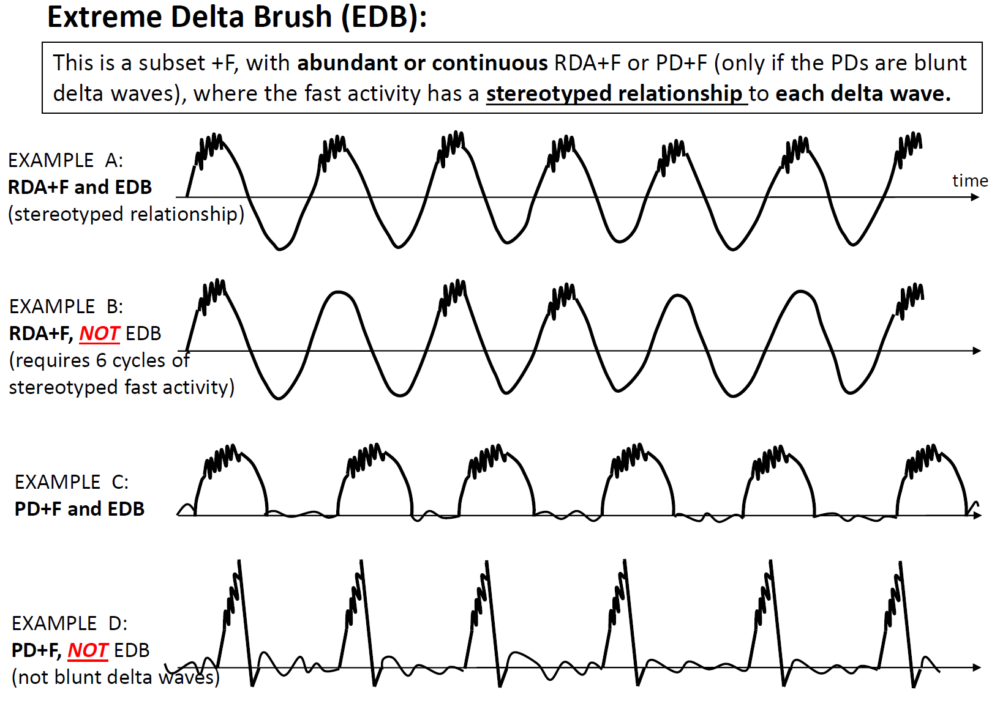 Extreme Delta Brush (EDB):
This is a subset +F, with abundant or continuous RDA+F or PD+F (only if the PDs are blunt
delta waves), where the fast activity has a stereotyped relationship to each delta wave.
EXAMPLE A:
RDA+F and EDB
(stereotyped relationship)
time
EXAMPLE B:
RDA+F, NOT EDB
(requires 6 cycles of
stereotyped fast activity)
EXAMPLE C:
PD+F and EDB
EXAMPLE D:
PD+F, NOT EDB
(not blunt delta waves)